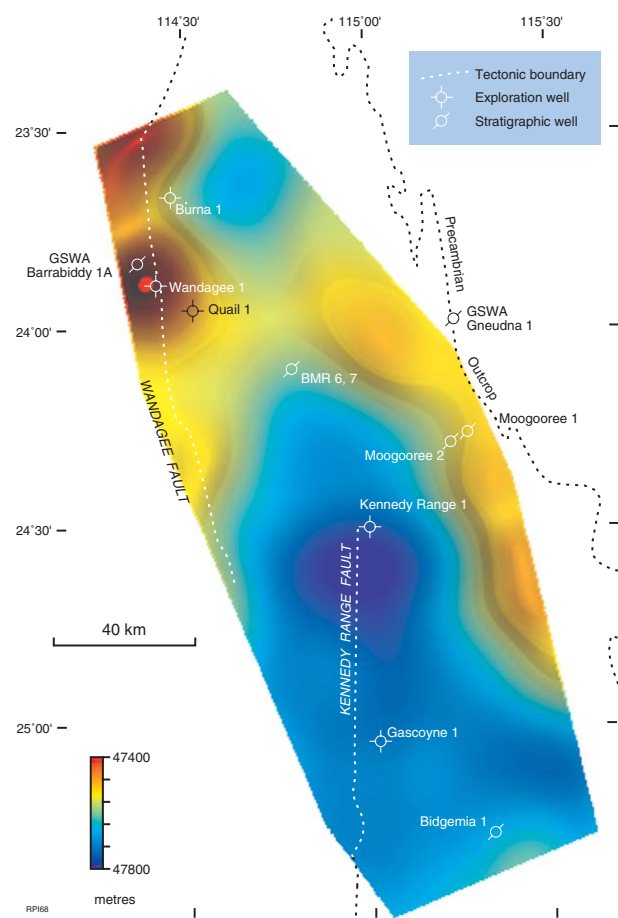 114°30'
115°00'
115°30'
Tectonic boundary
Exploration well
Stratigraphic well
23°30'
Burna 1
GSWA
Barrabiddy 1A
Wandagee 1
Quail 1
Precambrian
GSWA
Gneudna 1
24°00'
Outcrop
BMR 6, 7
WANDAGEE FAULT
Moogooree 1
Moogooree 2
Kennedy Range 1
24°30'
KENNEDY RANGE FAULT
40 km
25°00'
Gascoyne 1
47400
Bidgemia 1
47800
metres
RPI68